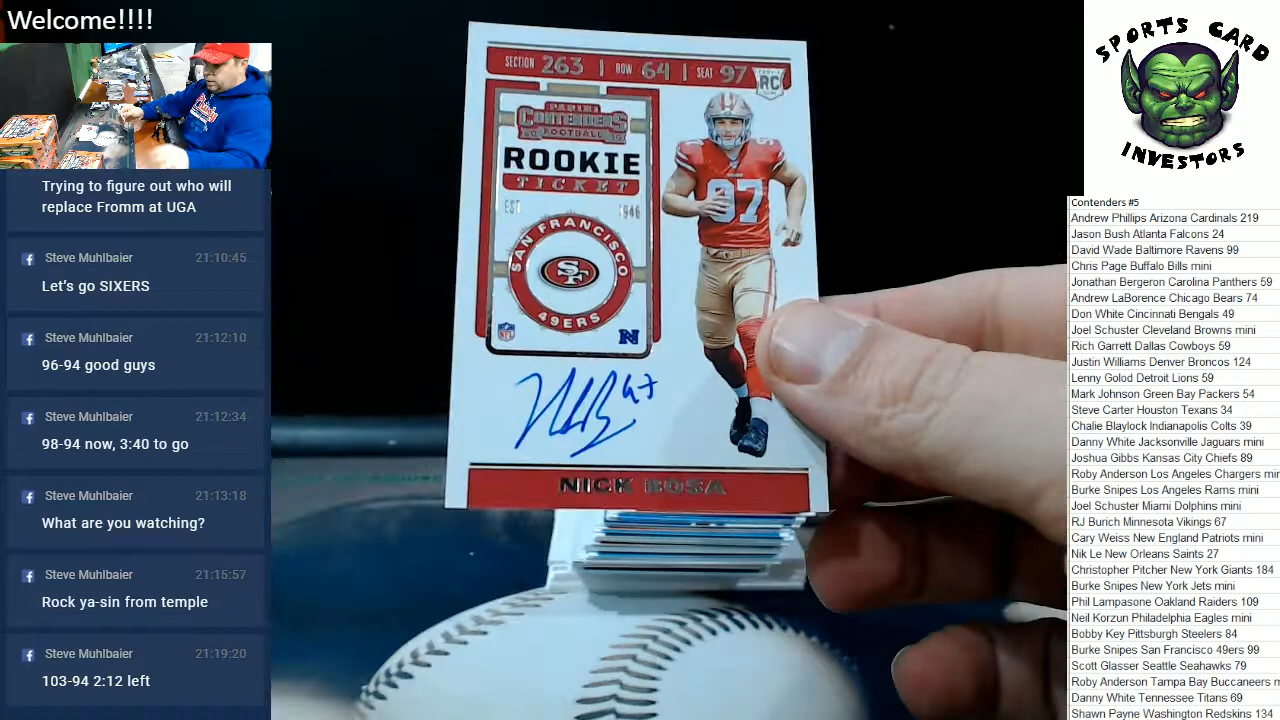 Welcome!!!!
Trying to figure out who will
replace Fromm at UGA
Steve Muhlbaier 21:10:45
Let's go SIXERS
Steve Muhlbaier 21:12:10
96-94 good guys
Steve Muhlbaier 21:12:34
98-94 now, 3:40 to go
Steve Muhlbaier 21:13:18
What are you watching?
Steve Muhlbaier 21:15:57
Rock ya-sin from temple
Steve Muhlbaier 21:19:20
103-94 2:12 left
SECTION 263 | ROW 64 | SEAT 97
RC
PANINI
CONTENDERS
FOOTBALL
ROOKIE
TICKET
EST 1946
SAN FRANCISCO
SF
49ERS
NFL
N
97
97
NICK BOSA
SPORTS CARD
INVESTORS
Contenders #5
Andrew Phillips Arizona Cardinals 219
Jason Bush Atlanta Falcons 24
David Wade Baltimore Ravens 99
Chris Page Buffalo Bills mini
Jonathan Bergeron Carolina Panthers 59
Andrew LaBorence Chicago Bears 74
Don White Cincinnati Bengals 49
Joel Schuster Cleveland Browns mini
Rich Garrett Dallas Cowboys 59
Justin Williams Denver Broncos 124
Lenny Golod Detroit Lions 59
Mark Johnson Green Bay Packers 54
Steve Carter Houston Texans 34
Chalie Blaylock Indianapolis Colts 39
Danny White Jacksonville Jaguars mini
Joshua Gibbs Kansas City Chiefs 89
Roby Anderson Los Angeles Chargers mi
Burke Snipes Los Angeles Rams mini
Joel Schuster Miami Dolphins mini
RJ Burich Minnesota Vikings 67
Cary Weiss New England Patriots mini
Nik Le New Orleans Saints 27
Christopher Pitcher New York Giants 184
Burke Snipes New York Jets mini
Phil Lampasone Oakland Raiders 109
Neil Korzun Philadelphia Eagles mini
Bobby Key Pittsburgh Steelers 84
Burke Snipes San Francisco 49ers 99
Scott Glasser Seattle Seahawks 79
Roby Anderson Tampa Bay Buccaneers m
Danny White Tennessee Titans 69
Shawn Payne Washington Redskins 134